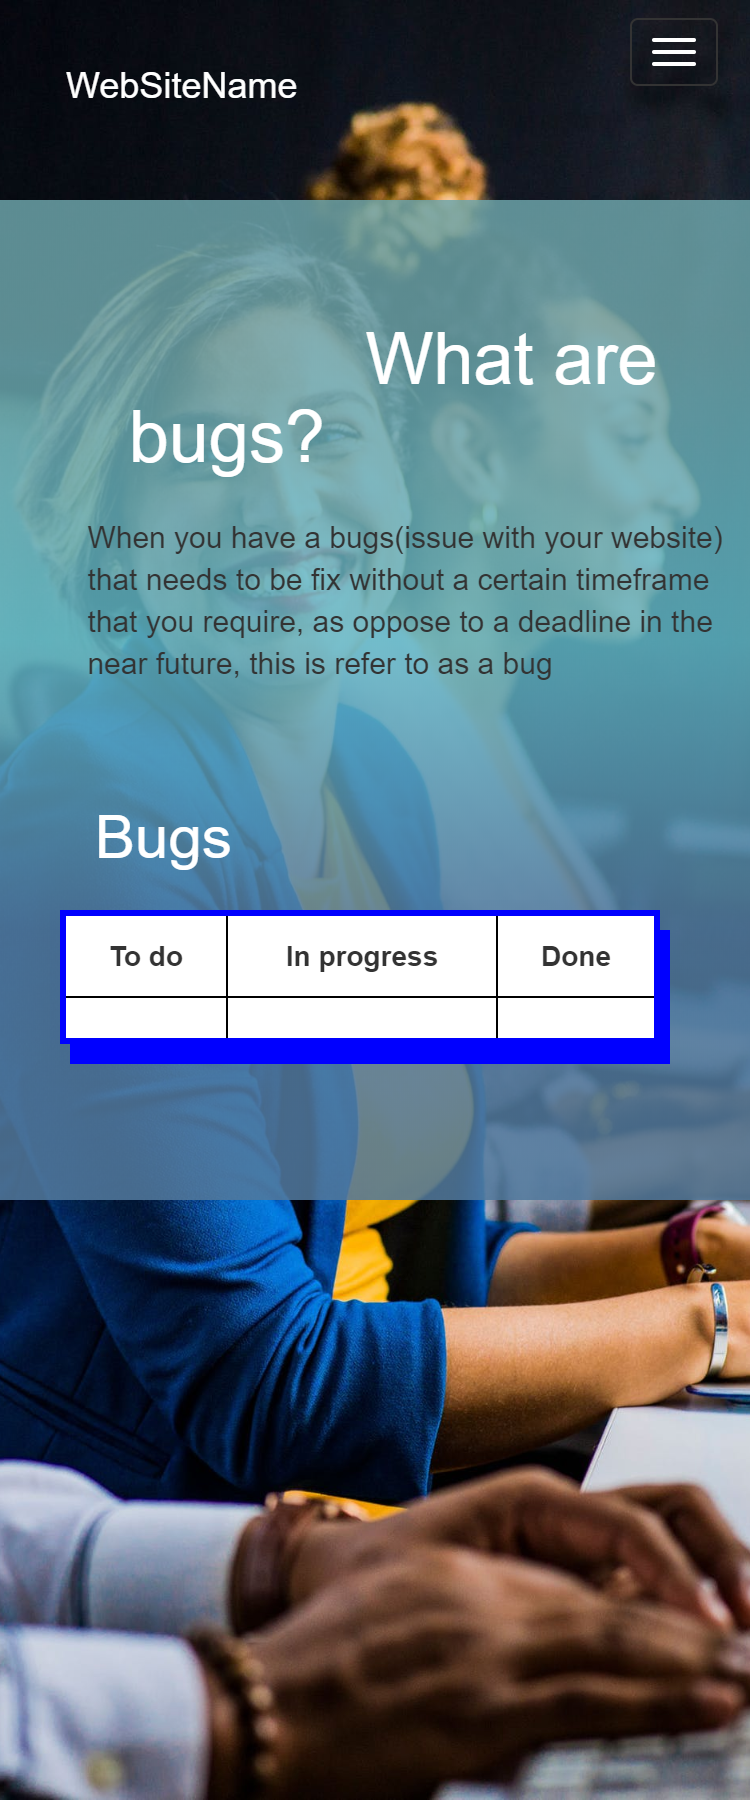 WebSiteName
What are
bugs?
When you have a bugs(issue with your website)
that needs to be fix without a certain timeframe
that you require, as oppose to a deadline in the
near future, this is refer to as a bug
Bugs
To do In progress Done